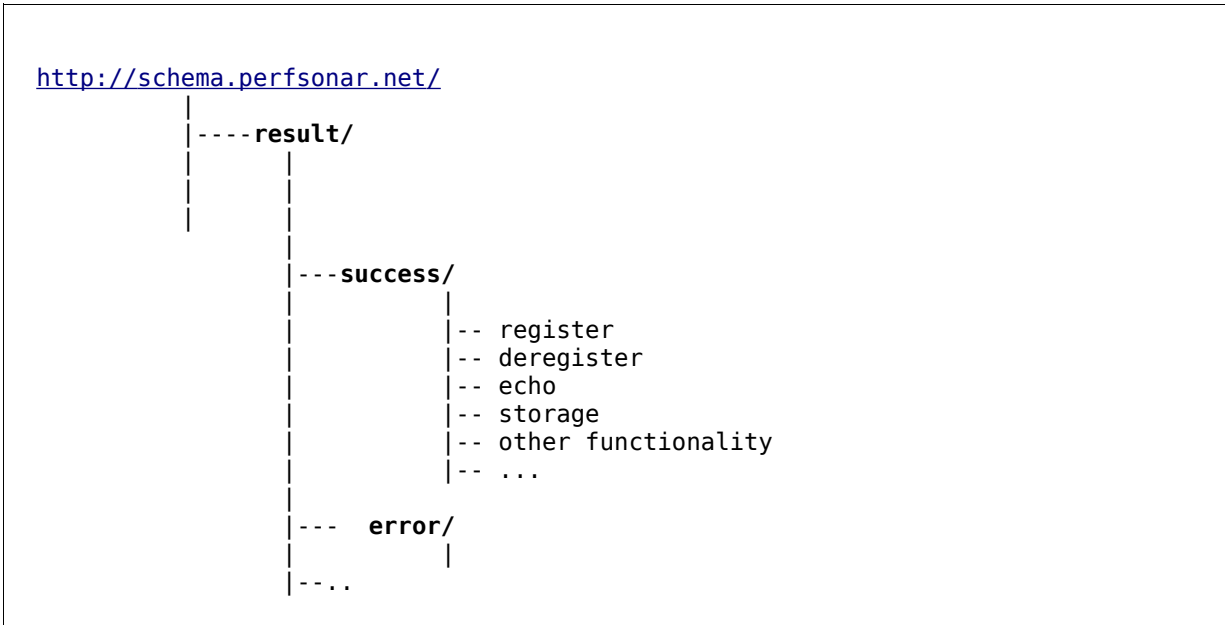 http://schema.perfsonar.net/
|
|----result/
| |
| |
| |
|
|---success/
| |
| |-- register
| |-- deregister
| |-- echo
| |-- storage
| |-- other functionality
| |-- ...
|
|--- error/
| |
|--..